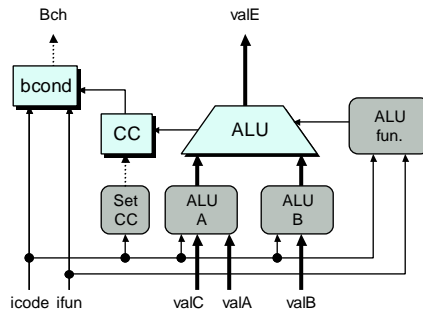 Bch
valE
bcond
CC
ALU
ALU
fun.
Set
CC
ALU
A
ALU
B
icode
ifun
valC
valA
valB